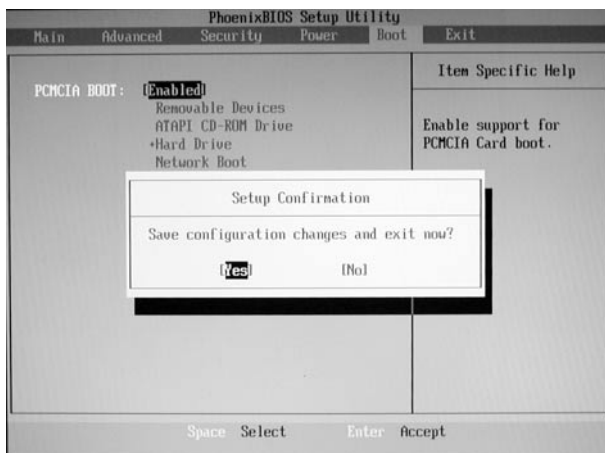 PhoenixBIOS Setup Utility
Main Advanced Security Power Boot Exit
Item Specific Help
PCMCIA BOOT: [Enabled]
Removable Devices
ATAPI CD-ROM Drive
+Hard Drive
Network Boot
Enable support for
PCMCIA Card boot.
Setup Confirmation
Save configuration changes and exit now?
[Yes] [No]
Space Select Enter Accept